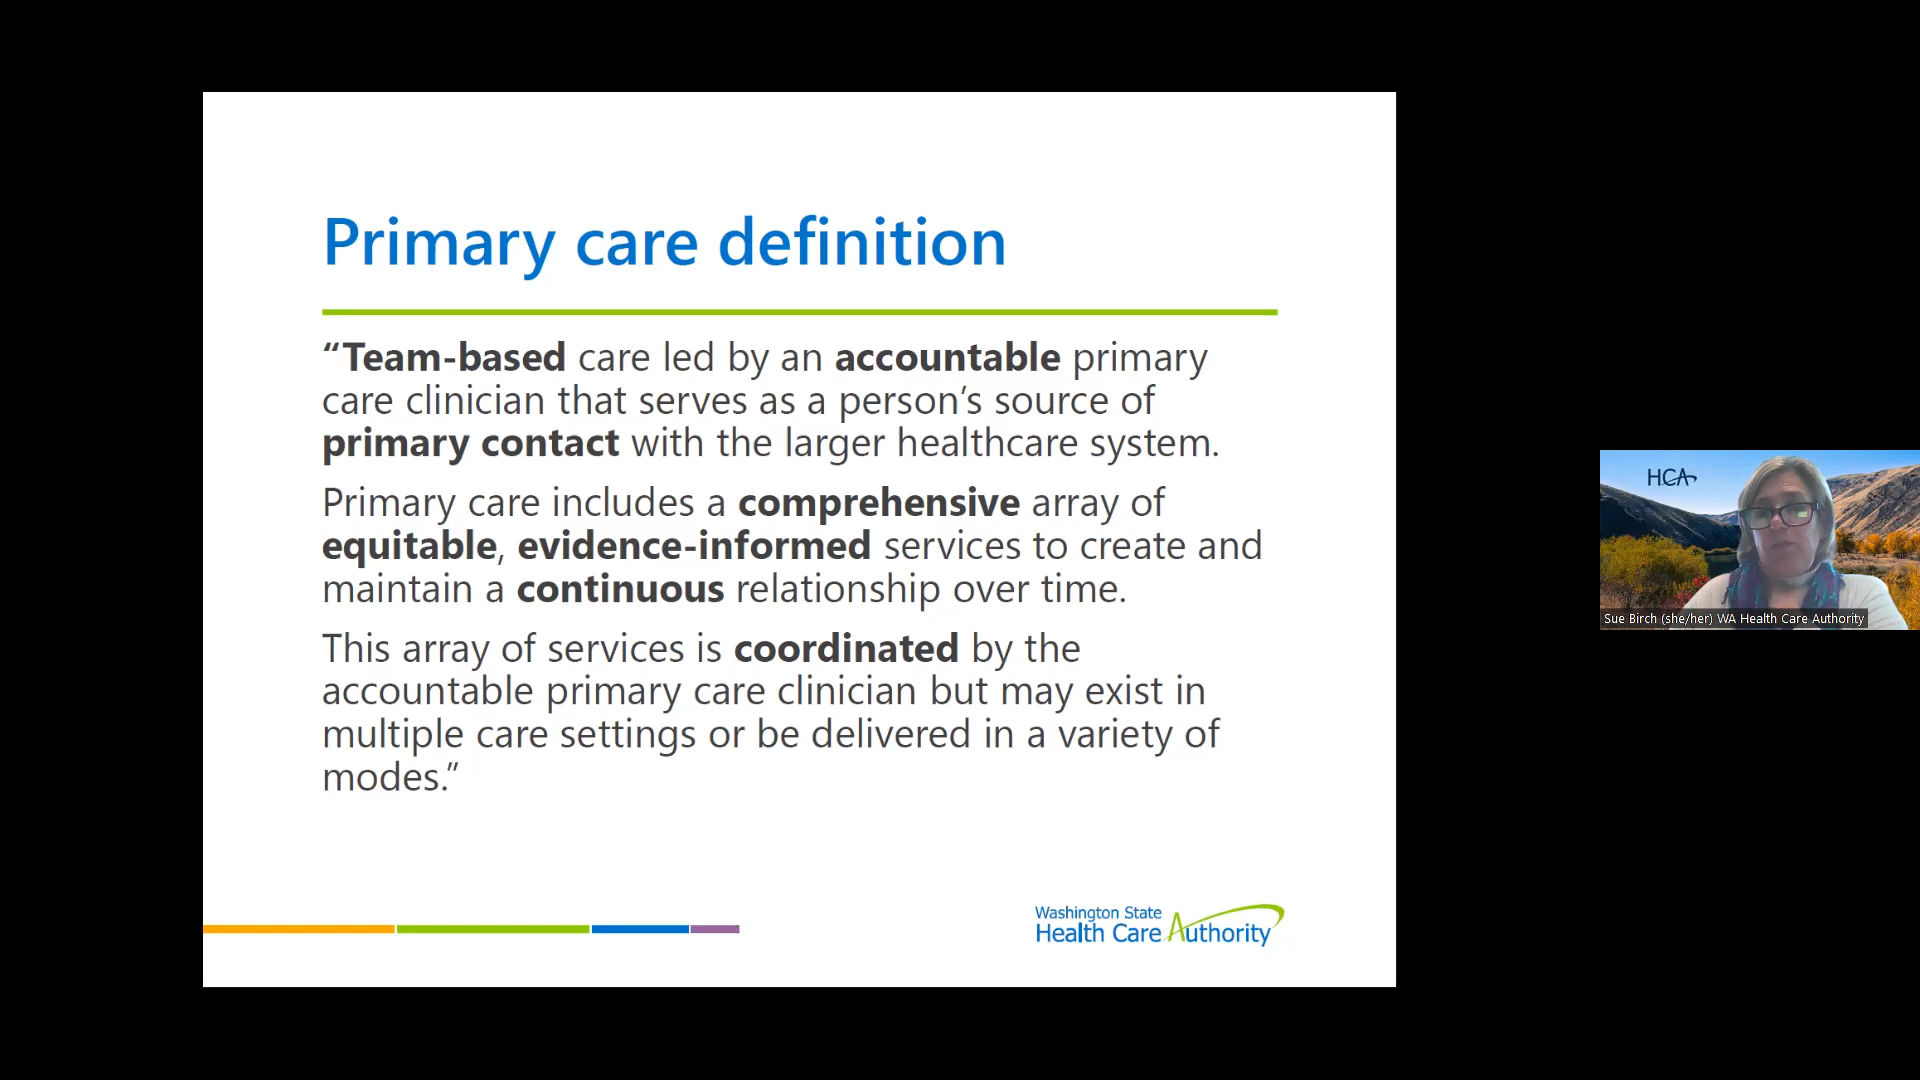 Primary care definition
“Team-based care led by an accountable primary
care clinician that serves as a person’s source of
primary contact with the larger healthcare system.
Primary care includes a comprehensive array of
equitable, evidence-informed services to create and
maintain a continuous relationship over time.
This array of services is coordinated by the
accountable primary care clinician but may exist in
multiple care settings or be delivered in a variety of
modes.”
Washington State
Health Care Authority
HCA
Sue Birch (she/her) WA Health Care Authority